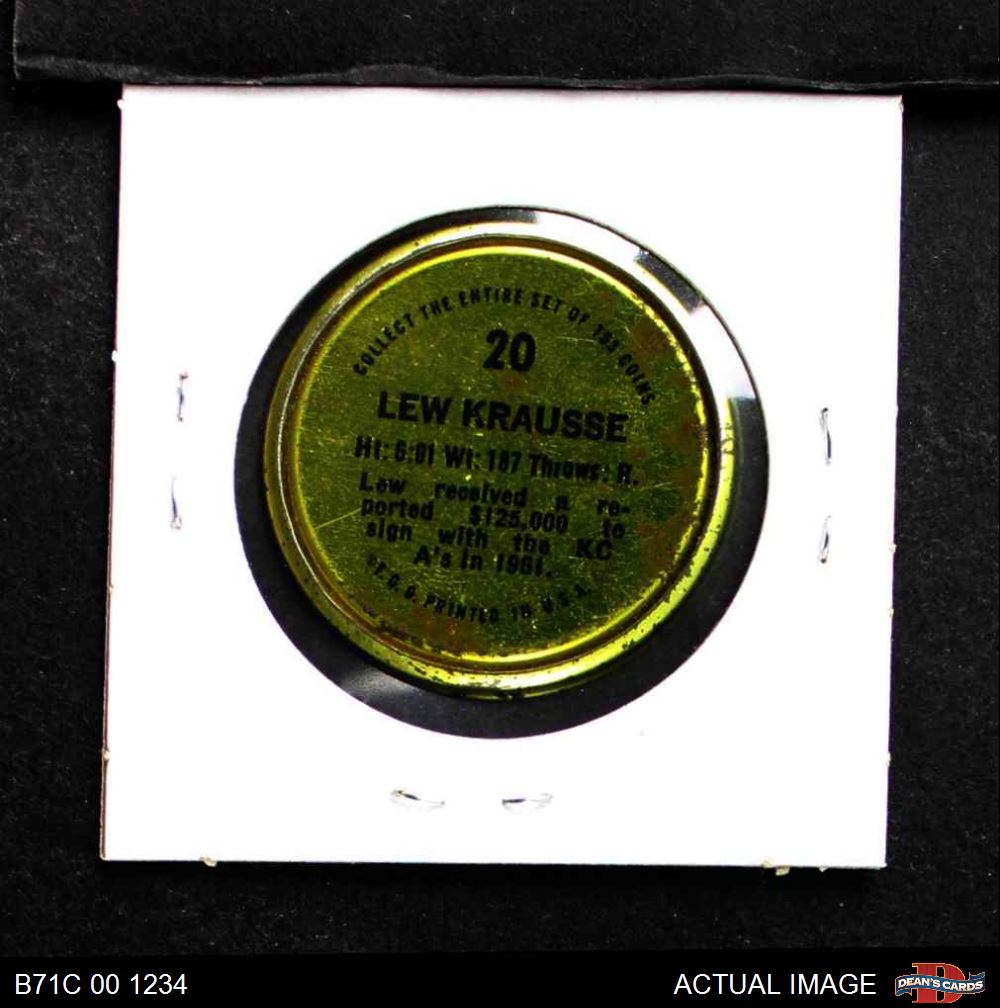 COLLECT THE ENTIRE SET OF 153 COINS
20
LEW KRAUSSE
Ht: 6:01 Wt: 187 Throws: R.
Lew received a re-
ported $125,000 to
sign with the KC
A's in 1961.
©T.C.G. PRINTED IN U.S.A.
B71C 00 1234
ACTUAL IMAGE
DEAN'S CARDS